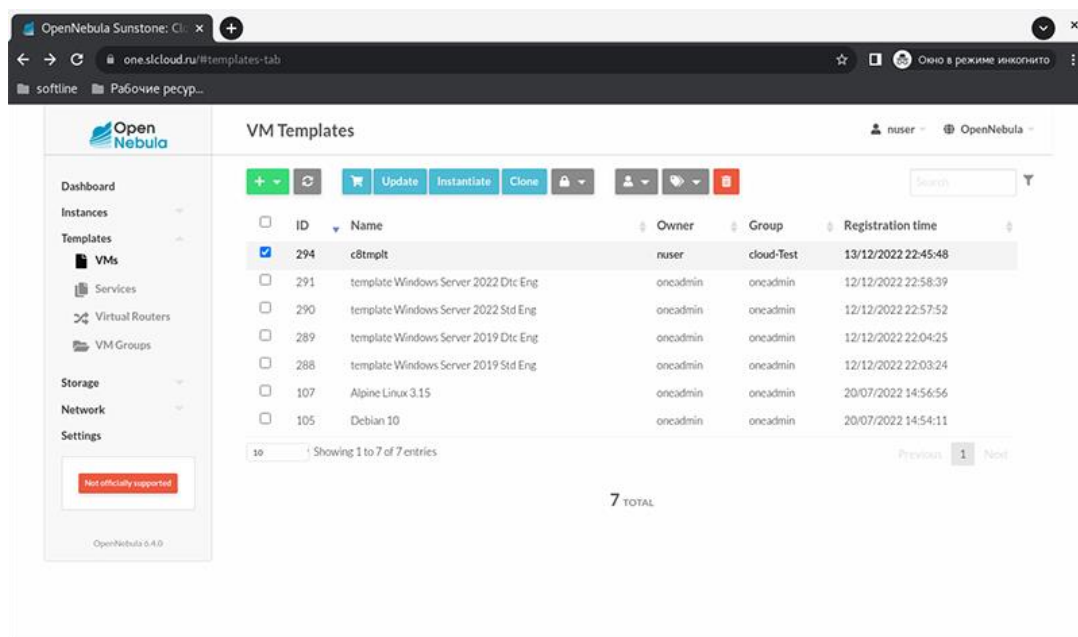 OpenNebula Sunstone: Clo
one.slcloud.ru/#templates-tab
Окно в режиме инкогнито
softline
Рабочие ресур...
Open
Nebula
VM Templates
nuser
OpenNebula
Dashboard
Instances
Templates
VMs
Services
Virtual Routers
VM Groups
Storage
Network
Settings
Not officially supported
OpenNebula 6.4.0
Update
Instantiate
Clone
Search
ID Name Owner Group Registration time
294 c8tmplt nuser cloud-Test 13/12/2022 22:45:48
291 template Windows Server 2022 Dtc Eng oneadmin oneadmin 12/12/2022 22:58:39
290 template Windows Server 2022 Std Eng oneadmin oneadmin 12/12/2022 22:57:52
289 template Windows Server 2019 Dtc Eng oneadmin oneadmin 12/12/2022 22:04:25
288 template Windows Server 2019 Std Eng oneadmin oneadmin 12/12/2022 22:03:24
107 Alpine Linux 3.15 oneadmin oneadmin 20/07/2022 14:56:56
105 Debian 10 oneadmin oneadmin 20/07/2022 14:54:11
10 Showing 1 to 7 of 7 entries
Previous 1 Next
7 TOTAL